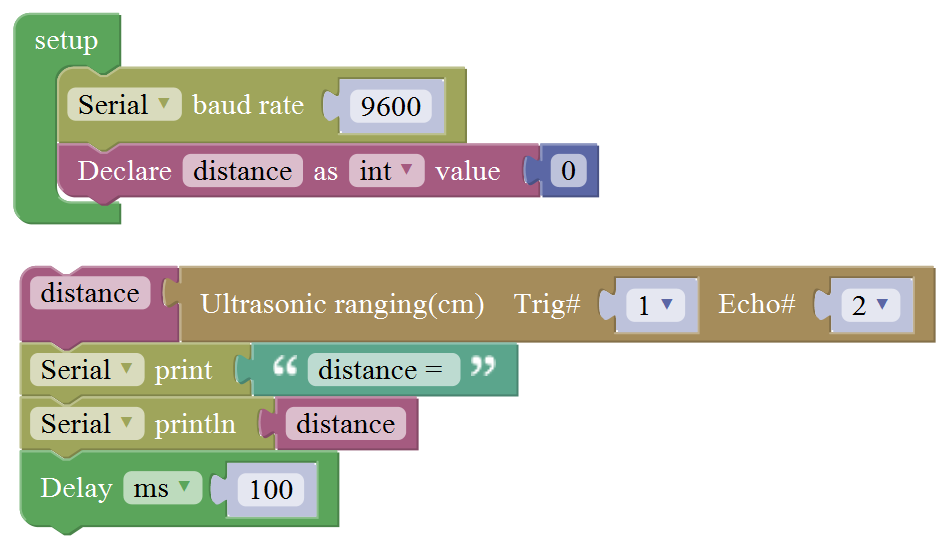 setup
Serial baud rate 9600
Declare distance as int value 0
distance Ultrasonic ranging(cm) Trig# 1 Echo# 2
Serial print “ distance = ”
Serial println distance
Delay ms 100